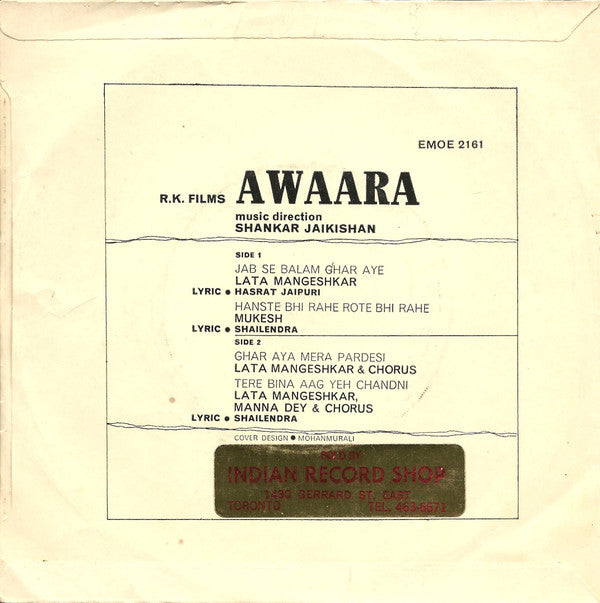 EMOE 2161
R.K. FILMS AWAARA
music direction
SHANKAR JAIKISHAN
SIDE 1
JAB SE BALAM GHAR AYE
LATA MANGESHKAR
LYRIC ● HASRAT JAIPURI
HANSTE BHI RAHE ROTE BHI RAHE
MUKESH
LYRIC ● SHAILENDRA
SIDE 2
GHAR AYA MERA PARDESI
LATA MANGESHKAR & CHORUS
TERE BINA AAG YEH CHANDNI
LATA MANGESHKAR,
MANNA DEY & CHORUS
LYRIC ● SHAILENDRA
COVER DESIGN ● MOHANMURALI
SOLD BY
INDIAN RECORD SHOP
GERRARD ST. EAST
TORONTO TEL.